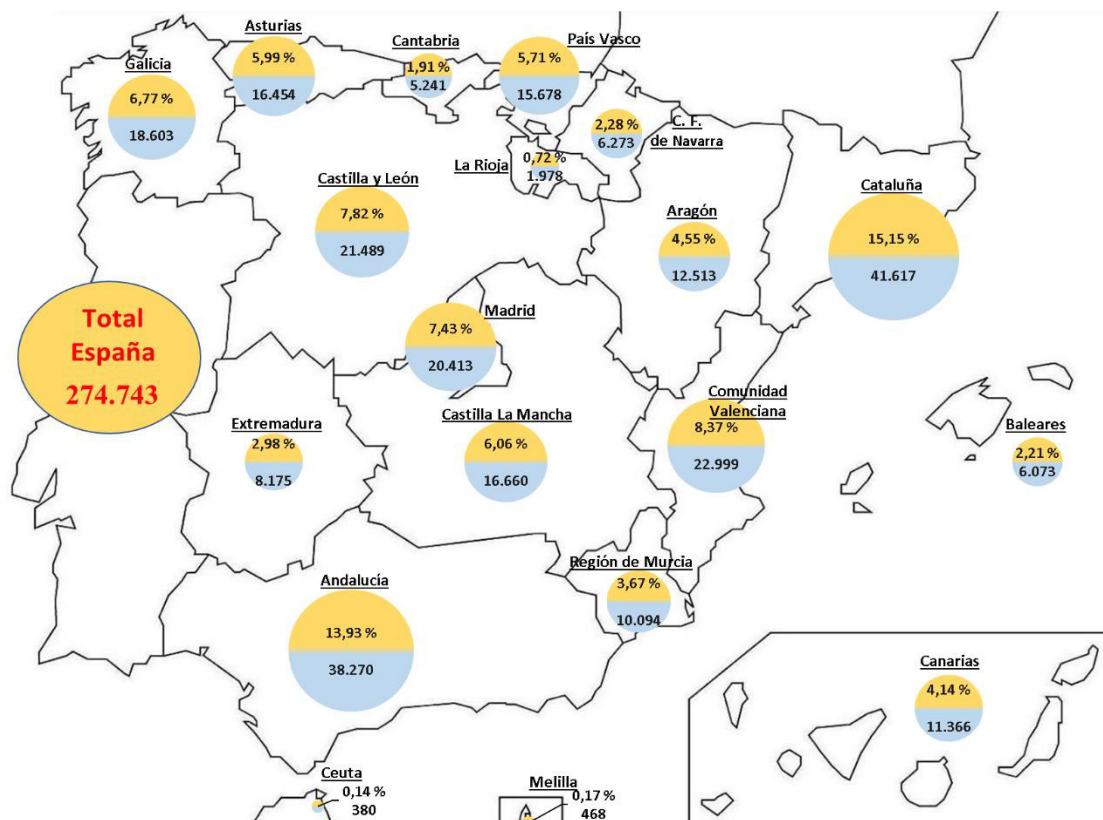 Asturias
5,99 %
16.454
Cantabria
1,91 %
5.241
País Vasco
5,71 %
15.678
Galicia
6,77 %
18.603
C. F.
de Navarra
2,28 %
6.273
La Rioja
0,72 %
1.978
Castilla y León
7,82 %
21.489
Aragón
4,55 %
12.513
Cataluña
15,15 %
41.617
Total
España
274.743
Madrid
7,43 %
20.413
Extremadura
2,98 %
8.175
Castilla La Mancha
6,06 %
16.660
Comunidad
Valenciana
8,37 %
22.999
Baleares
2,21 %
6.073
Andalucía
13,93 %
38.270
Región de Murcia
3,67 %
10.094
Canarias
4,14 %
11.366
Ceuta
0,14 %
380
Melilla
0,17 %
468